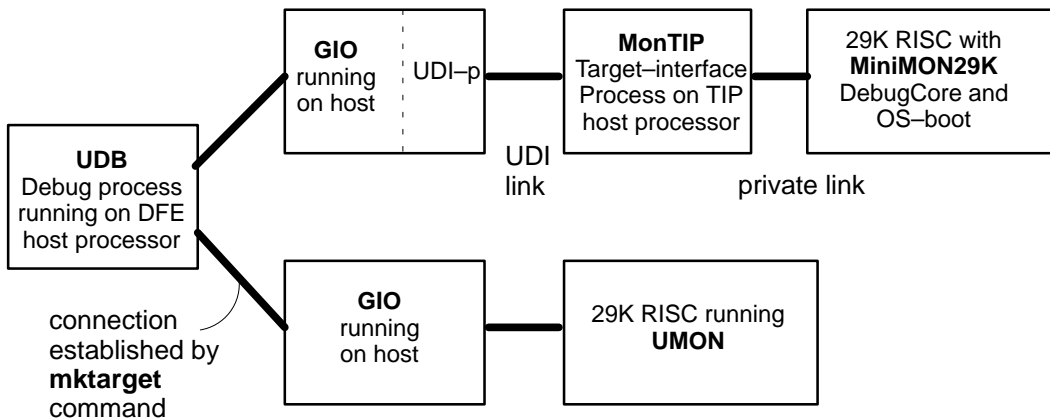 UDB
Debug process
running on DFE
host processor
GIO
running
on host
UDI–p
UDI
link
MonTIP
Target–interface
Process on TIP
host processor
private link
29K RISC with
MiniMON29K
DebugCore and
OS–boot
connection
established by
mktarget
command
GIO
running
on host
29K RISC running
UMON